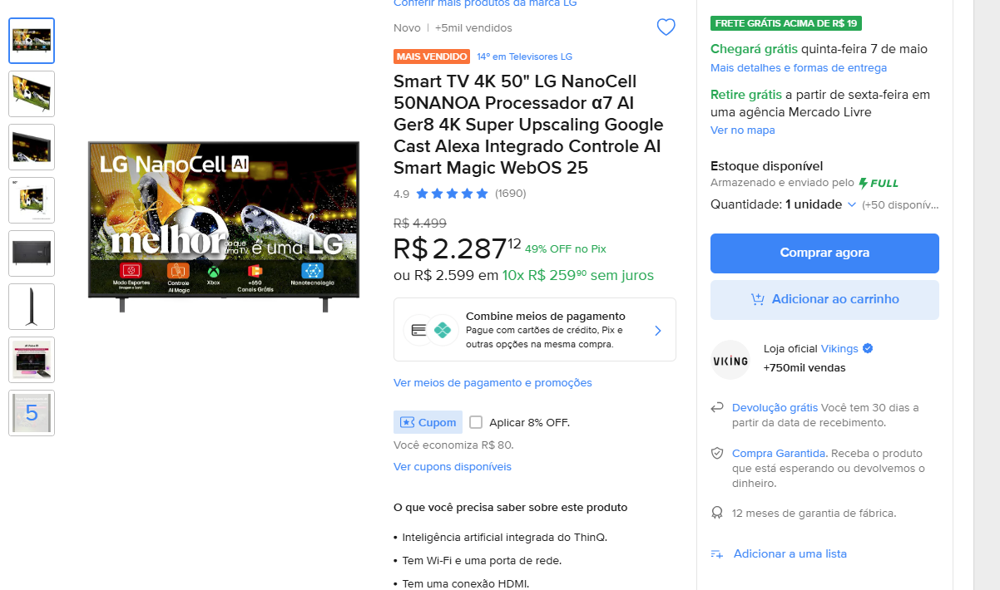 Conferir mais produtos da marca LG
Novo | +5mil vendidos
MAIS VENDIDO 14º em Televisores LG
Smart TV 4K 50" LG NanoCell
50NANOA Processador α7 AI
Ger8 4K Super Upscaling Google
Cast Alexa Integrado Controle AI
Smart Magic WebOS 25
4.9 (1690)
R$ 4.499
R$ 2.287 12 49% OFF no Pix
ou R$ 2.599 em 10x R$ 259 90 sem juros
Combine meios de pagamento
Pague com cartões de crédito, Pix e
outras opções na mesma compra.
Ver meios de pagamento e promoções
Cupom Aplicar 8% OFF.
Você economiza R$ 80.
Ver cupons disponíveis
O que você precisa saber sobre este produto
• Inteligência artificial integrada do ThinQ.
• Tem Wi-Fi e uma porta de rede.
• Tem uma conexão HDMI.
LG NanoCell AI
melhor do que uma TV é uma LG
Modo Esportes
(Imagem e Som)
Controle
AI Magic
Xbox
+650
Canais Grátis
Nanotecnologia
5
FRETE GRÁTIS ACIMA DE R$ 19
Chegará grátis quinta-feira 7 de maio
Mais detalhes e formas de entrega
Retire grátis a partir de sexta-feira em
uma agência Mercado Livre
Ver no mapa
Estoque disponível
Armazenado e enviado pelo FULL
Quantidade: 1 unidade (+50 disponív...
Comprar agora
Adicionar ao carrinho
VIKING
Loja oficial Vikings
+750mil vendas
Devolução grátis Você tem 30 dias a
partir da data de recebimento.
Compra Garantida. Receba o produto
que está esperando ou devolvemos o
dinheiro.
12 meses de garantia de fábrica.
Adicionar a uma lista